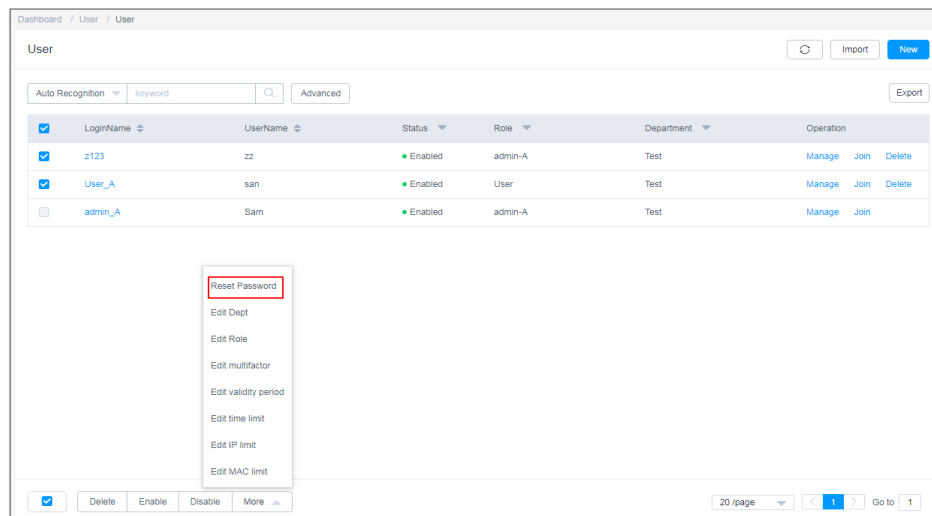 Dashboard / User / User
User Import New
Auto Recognition keyword Advanced Export
LoginName UserName Status Role Department Operation
z123 zz Enabled admin-A Test Manage Join Delete
User_A san Enabled User Test Manage Join Delete
admin_A Sam Enabled admin-A Test Manage Join
Reset Password
Edit Dept
Edit Role
Edit multifactor
Edit validity period
Edit time limit
Edit IP limit
Edit MAC limit
Delete Enable Disable More 20 /page 1 Go to 1